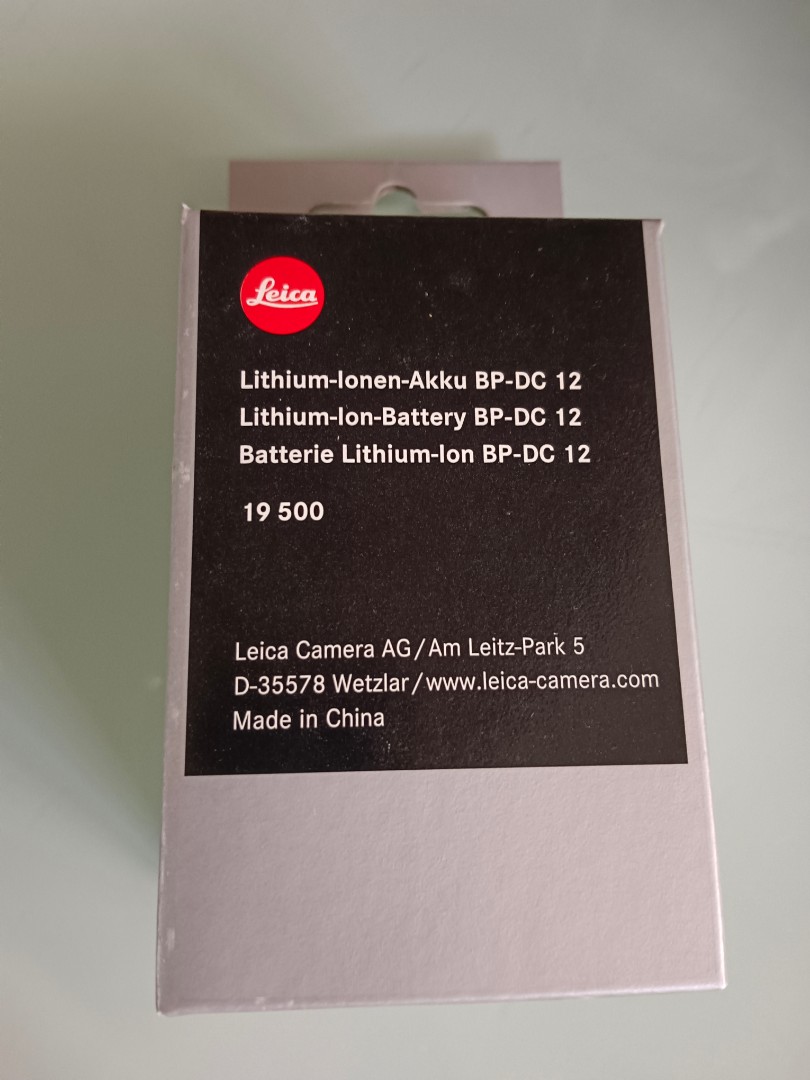 Leica
Lithium-Ionen-Akku BP-DC 12
Lithium-Ion-Battery BP-DC 12
Batterie Lithium-Ion BP-DC 12
19 500
Leica Camera AG/Am Leitz-Park 5
D-35578 Wetzlar/www.leica-camera.com
Made in China